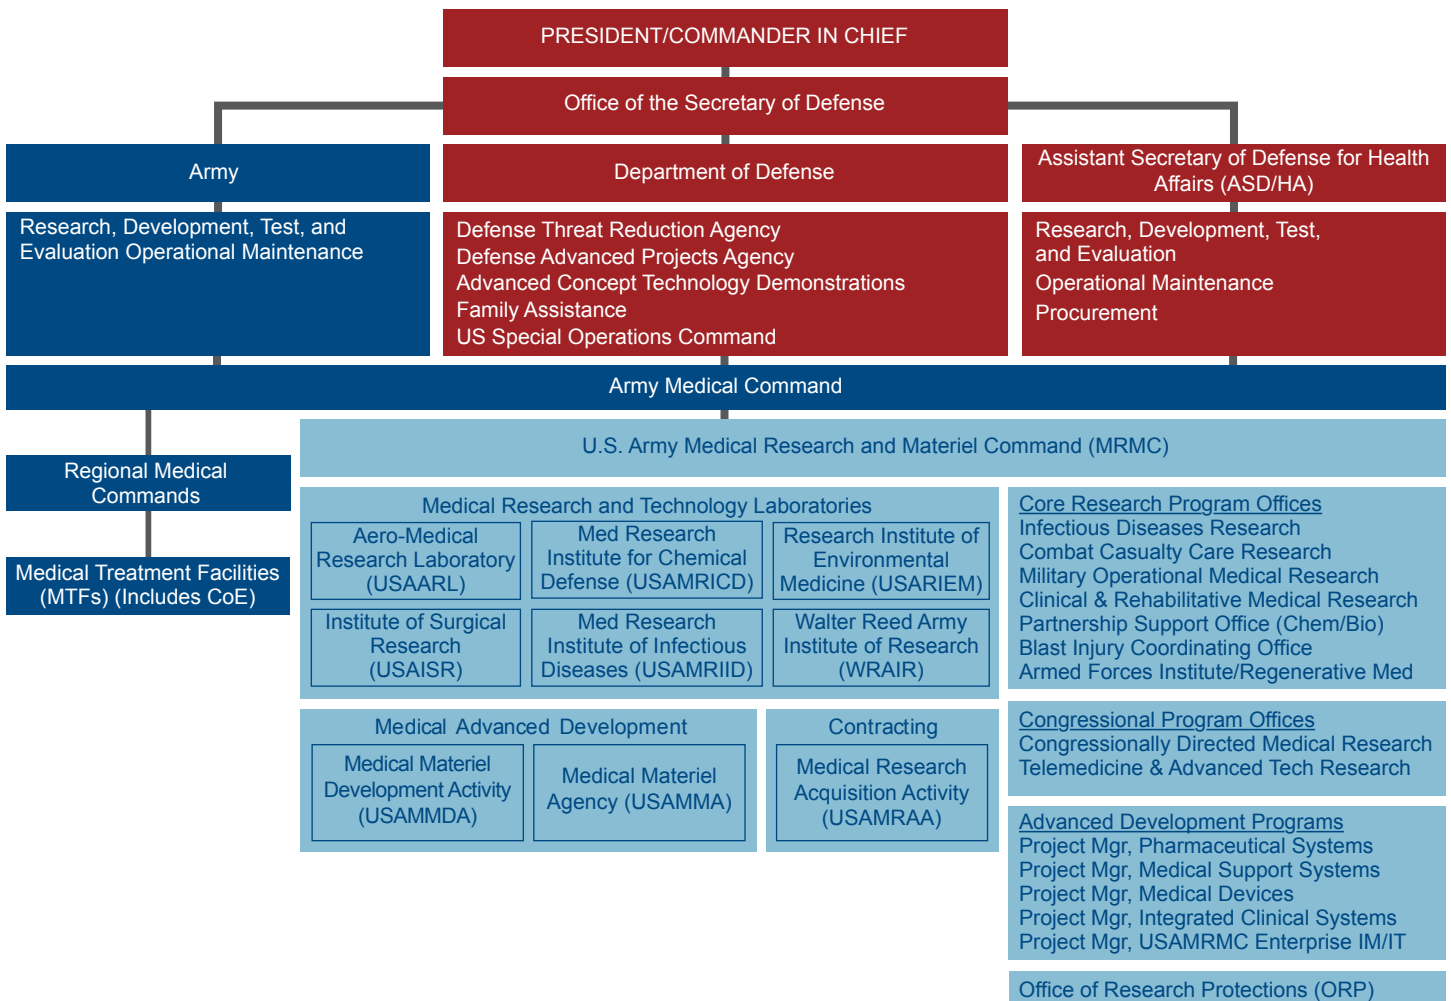 PRESIDENT/COMMANDER IN CHIEF
Office of the Secretary of Defense
Army
Research, Development, Test, and
Evaluation Operational Maintenance
Department of Defense
Defense Threat Reduction Agency
Defense Advanced Projects Agency
Advanced Concept Technology Demonstrations
Family Assistance
US Special Operations Command
Assistant Secretary of Defense for Health
Affairs (ASD/HA)
Research, Development, Test,
and Evaluation
Operational Maintenance
Procurement
Army Medical Command
Regional Medical
Commands
Medical Treatment Facilities
(MTFs) (Includes CoE)
U.S. Army Medical Research and Materiel Command (MRMC)
Medical Research and Technology Laboratories
Aero-Medical
Research Laboratory
(USAARL)
Med Research
Institute for Chemical
Defense (USAMRICD)
Research Institute of
Environmental
Medicine (USARIEM)
Institute of Surgical
Research
(USAISR)
Med Research
Institute of Infectious
Diseases (USAMRIID)
Walter Reed Army
Institute of Research
(WRAIR)
Medical Advanced Development
Medical Materiel
Development Activity
(USAMMDA)
Medical Materiel
Agency (USAMMA)
Contracting
Medical Research
Acquisition Activity
(USAMRAA)
Core Research Program Offices
Infectious Diseases Research
Combat Casualty Care Research
Military Operational Medical Research
Clinical & Rehabilitative Medical Research
Partnership Support Office (Chem/Bio)
Blast Injury Coordinating Office
Armed Forces Institute/Regenerative Med
Congressional Program Offices
Congressionally Directed Medical Research
Telemedicine & Advanced Tech Research
Advanced Development Programs
Project Mgr, Pharmaceutical Systems
Project Mgr, Medical Support Systems
Project Mgr, Medical Devices
Project Mgr, Integrated Clinical Systems
Project Mgr, USAMRMC Enterprise IM/IT
Office of Research Protections (ORP)